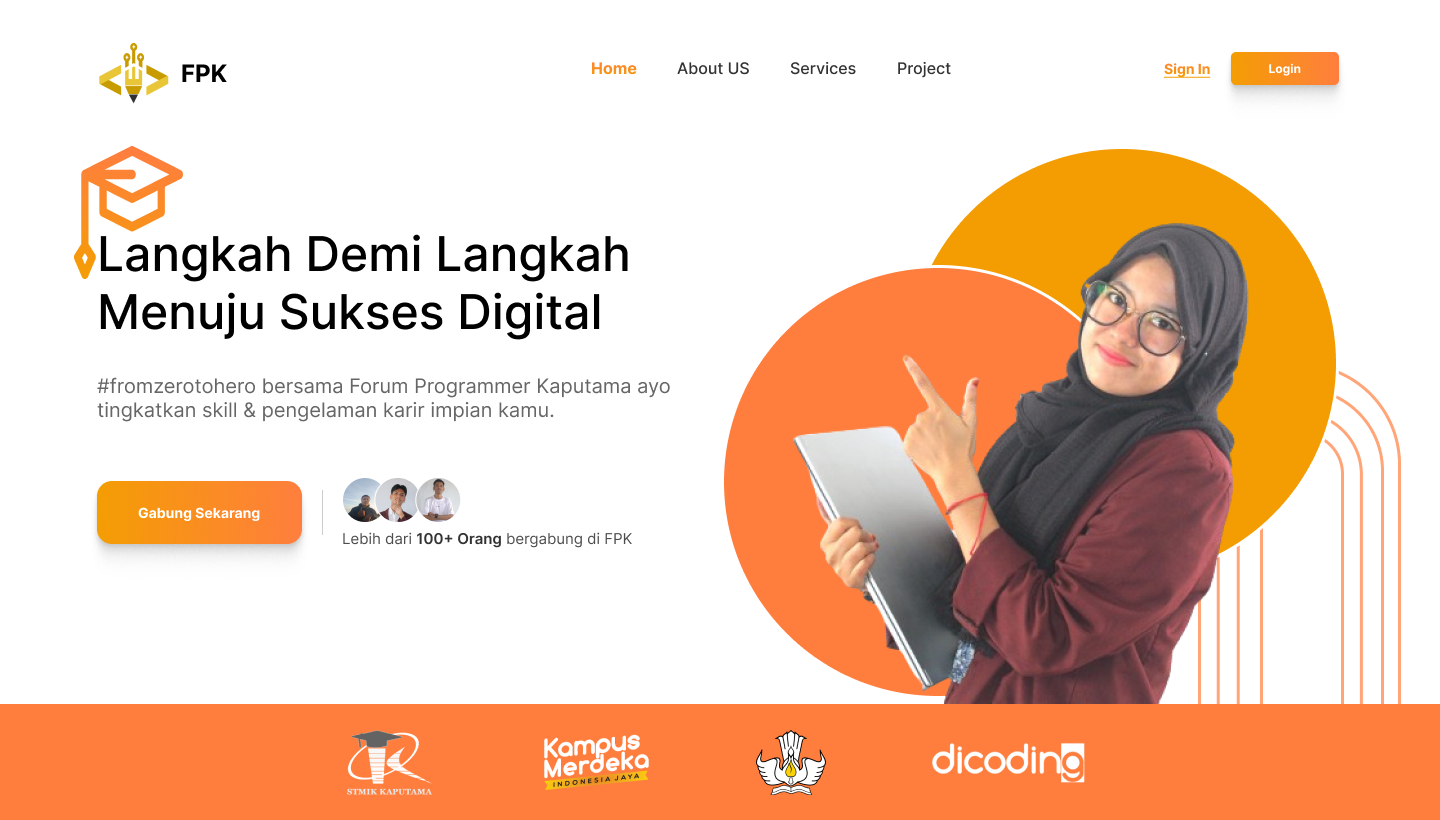 FPK
Home
About US
Services
Project
Sign In
Login
Langkah Demi Langkah
Menuju Sukses Digital
#fromzerotohero bersama Forum Programmer Kaputama ayo
tingkatkan skill & pengelaman karir impian kamu.
Gabung Sekarang
Lebih dari 100+ Orang bergabung di FPK
STMIK KAPUTAMA
Kampus
Merdeka
INDONESIA JAYA
dicoding